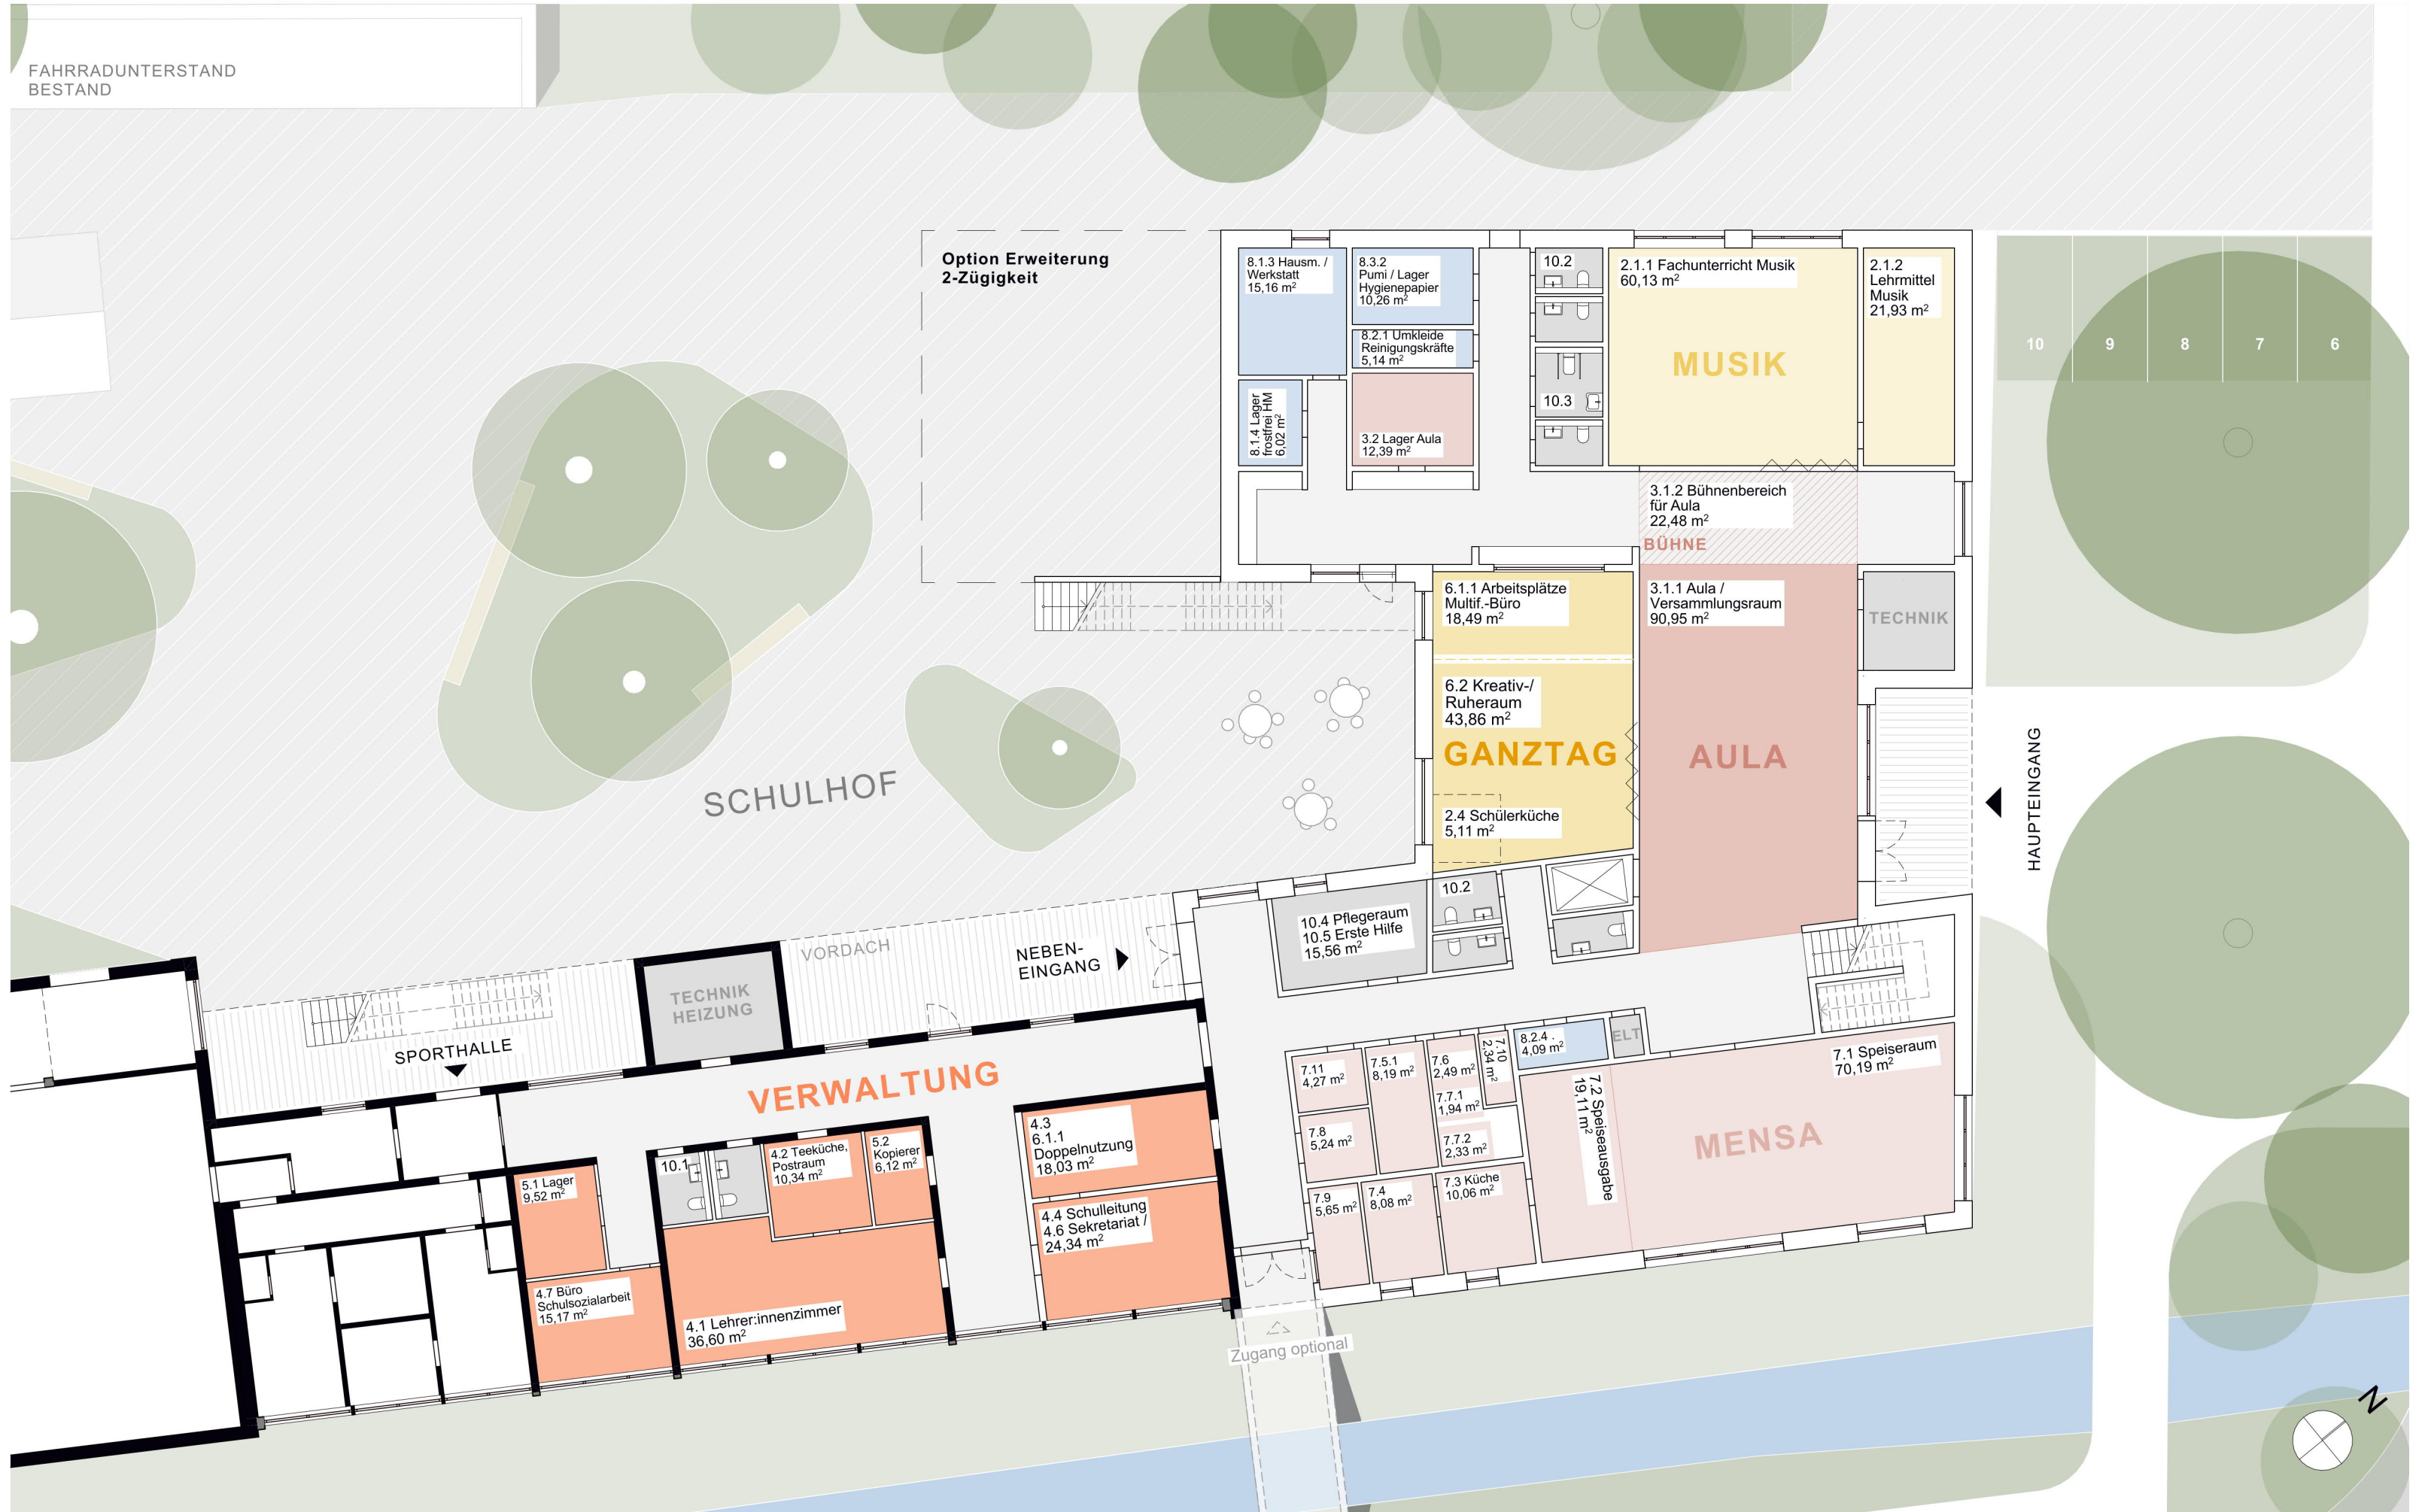 FAHRRADUNTERSTAND
BESTAND
Option Erweiterung
2-Zügigkeit
8.1.3 Hausm. /
Werkstatt
15,16 m²
8.3.2
Pumi / Lager
Hygienepapier
10,26 m²
8.2.1 Umkleide
Reinigungskräfte
5,14 m²
8.1.4 Lager
frostfrei HM
6,02 m²
3.2 Lager Aula
12,39 m²
10.2
10.3
2.1.1 Fachunterricht Musik
60,13 m²
MUSIK
2.1.2
Lehrmittel
Musik
21,93 m²
10
9
8
7
6
3.1.2 Bühnenbereich
für Aula
22,48 m²
BÜHNE
6.1.1 Arbeitsplätze
Multif.-Büro
18,49 m²
3.1.1 Aula /
Versammlungsraum
90,95 m²
TECHNIK
6.2 Kreativ-/
Ruheraum
43,86 m²
GANZTAG
AULA
2.4 Schülerküche
5,11 m²
HAUPTEINGANG
SCHULHOF
10.2
10.4 Pflegeraum
10.5 Erste Hilfe
15,56 m²
VORDACH
NEBEN-
EINGANG
TECHNIK
HEIZUNG
SPORTHALLE
VERWALTUNG
7.11
4,27 m²
7.5.1
8,19 m²
7.6
2,49 m²
7.10
2,34 m²
8.2.4 .
4,09 m²
ELT
7.1 Speiseraum
70,19 m²
7.7.1
1,94 m²
7.8
5,24 m²
7.7.2
2,33 m²
7.2 Speiseausgabe
19,11 m²
MENSA
7.9
5,65 m²
7.4
8,08 m²
7.3 Küche
10,06 m²
4.3
6.1.1
Doppelnutzung
18,03 m²
10.1
4.2 Teeküche,
Postraum
10,34 m²
5.2
Kopierer
6,12 m²
5.1 Lager
9,52 m²
4.4 Schulleitung
4.6 Sekretariat /
24,34 m²
4.7 Büro
Schulsozialarbeit
15,17 m²
4.1 Lehrer:innenzimmer
36,60 m²
Zugang optional
N